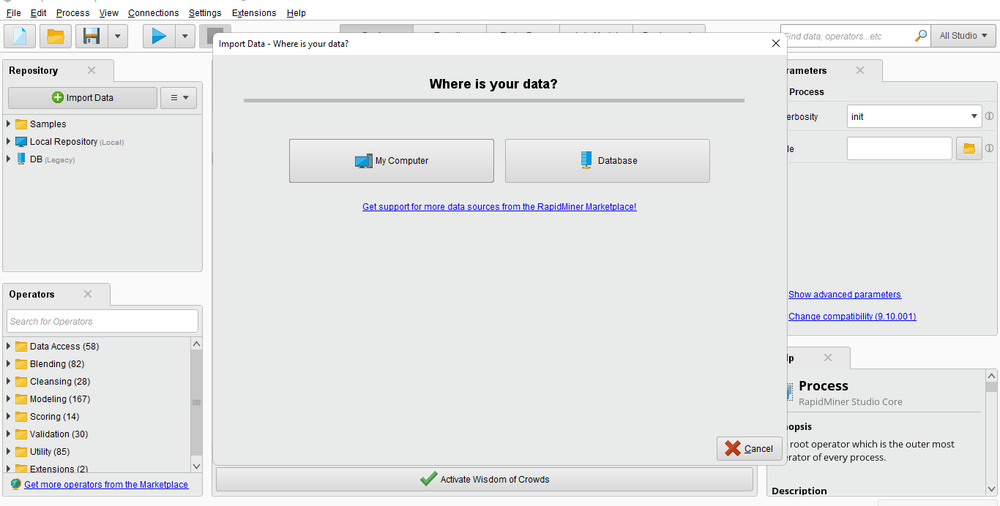 File Edit Process View Connections Settings Extensions Help
Import Data - Where is your data?
Find data, operators...etc
All Studio
Repository
Import Data
Samples
Local Repository (Local)
DB (Legacy)
Where is your data?
My Computer
Database
Get support for more data sources from the RapidMiner Marketplace!
Cancel
Activate Wisdom of Crowds
Operators
Search for Operators
Data Access (58)
Blending (82)
Cleansing (28)
Modeling (167)
Scoring (14)
Validation (30)
Utility (85)
Extensions (2)
Get more operators from the Marketplace
rameters
Process
erbosity
init
le
Show advanced parameters
Change compatibility (9.10.001)
lp
Process
RapidMiner Studio Core
nopsis
root operator which is the outer most
erator of every process.
Description